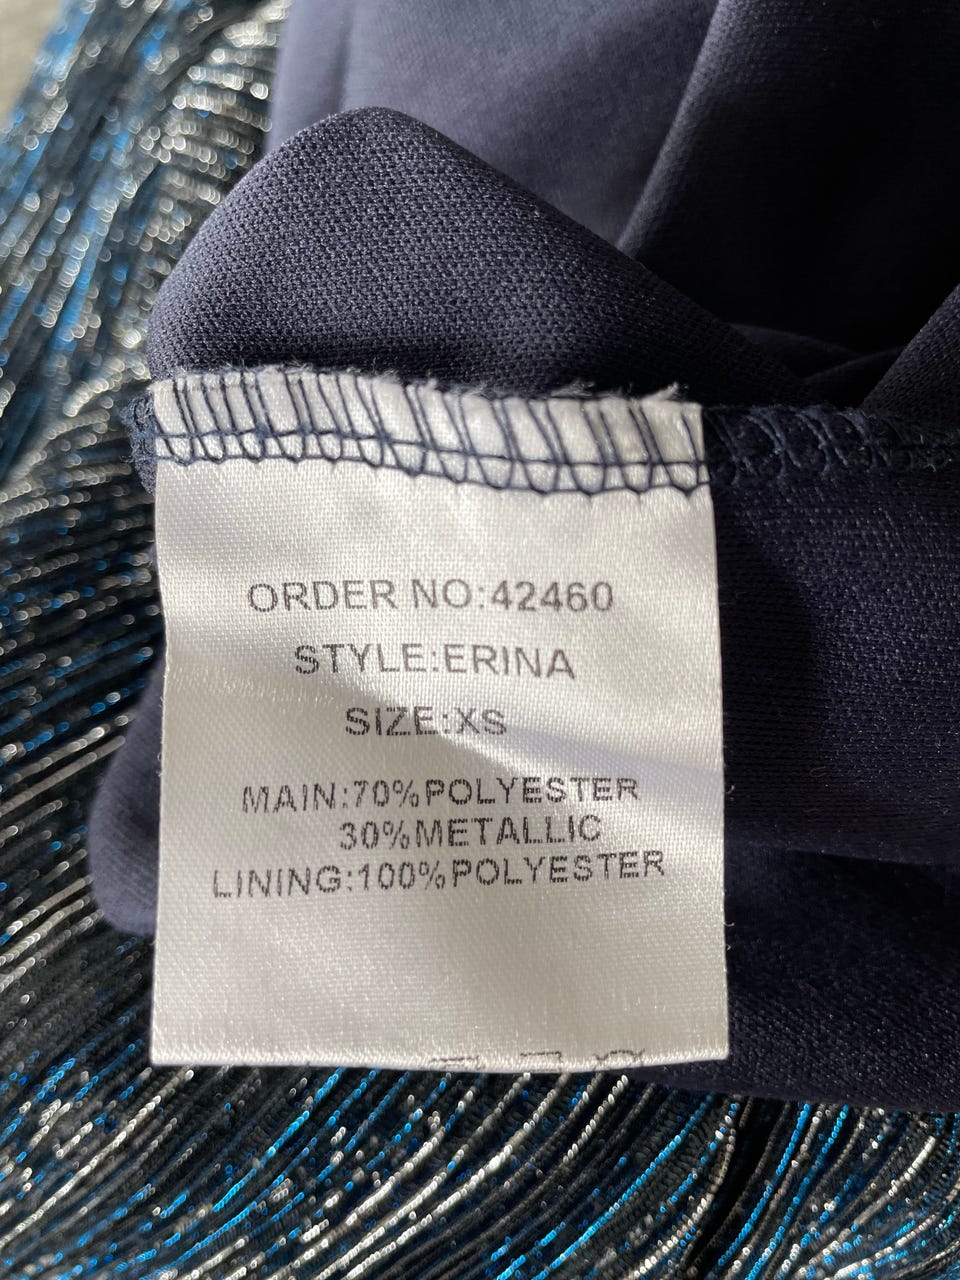 ORDER NO:42460
STYLE:ERINA
SIZE:XS
MAIN:70%POLYESTER
30%METALLIC
LINING:100%POLYESTER